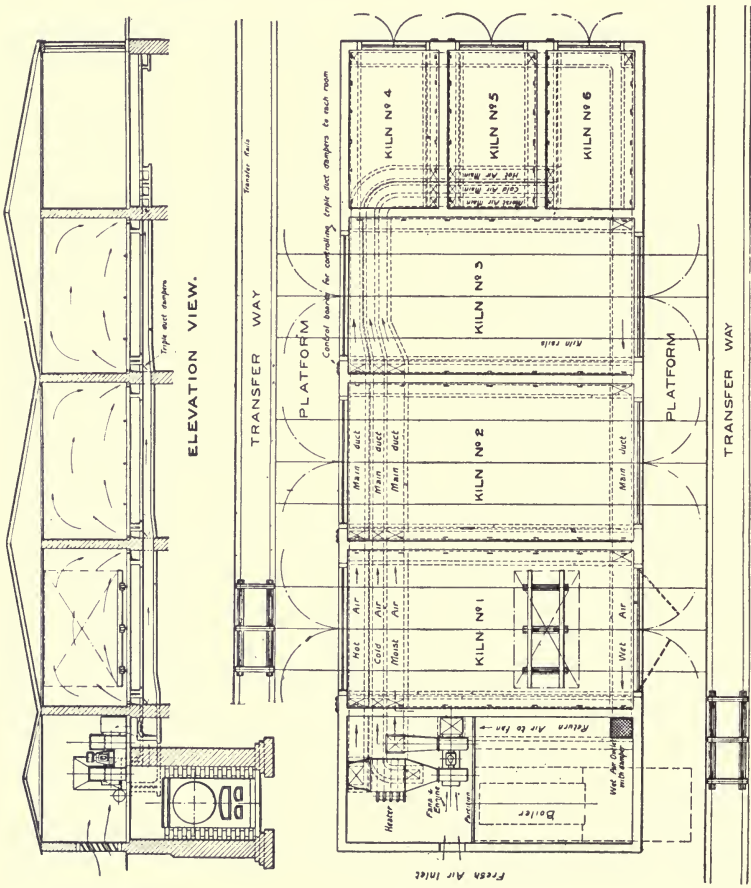 ELEVATION VIEW.
Triple duct dampers
Transfer Rails
TRANSFER WAY
PLATFORM
Control boards for controlling triple duct dampers to each room
KILN Nº 4
KILN Nº 5
KILN Nº 6
Hot Air Main
Cold Air Main
Moist Air Main
KILN Nº 3
Kiln rails
KILN Nº 2
Main duct
Main duct
Main duct
Main duct
KILN Nº 1
Hot Air
Cold Air
Moist Air
Wet Air
PLATFORM
TRANSFER WAY
Return Air to Fan
Wet Air Outlet
with damper
Heater
Fans &
Engine
Partition
Boiler
Fresh Air Inlet